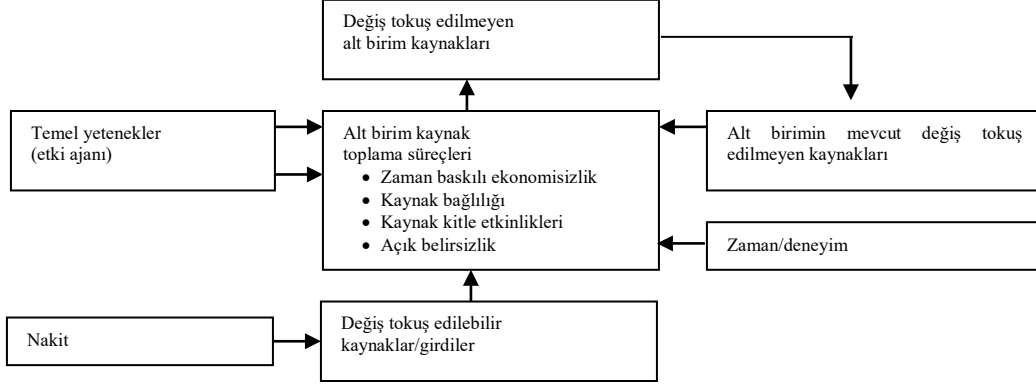 Değiş tokuş edilmeyen
alt birim kaynakları
Temel yetenekler
(etki ajanı)
Alt birim kaynak
toplama süreçleri
• Zaman baskılı ekonomisizlik
• Kaynak bağlılığı
• Kaynak kitle etkinlikleri
• Açık belirsizlik
Alt birimin mevcut değiş tokuş
edilmeyen kaynakları
Zaman/deneyim
Nakit
Değiş tokuş edilebilir
kaynaklar/girdiler